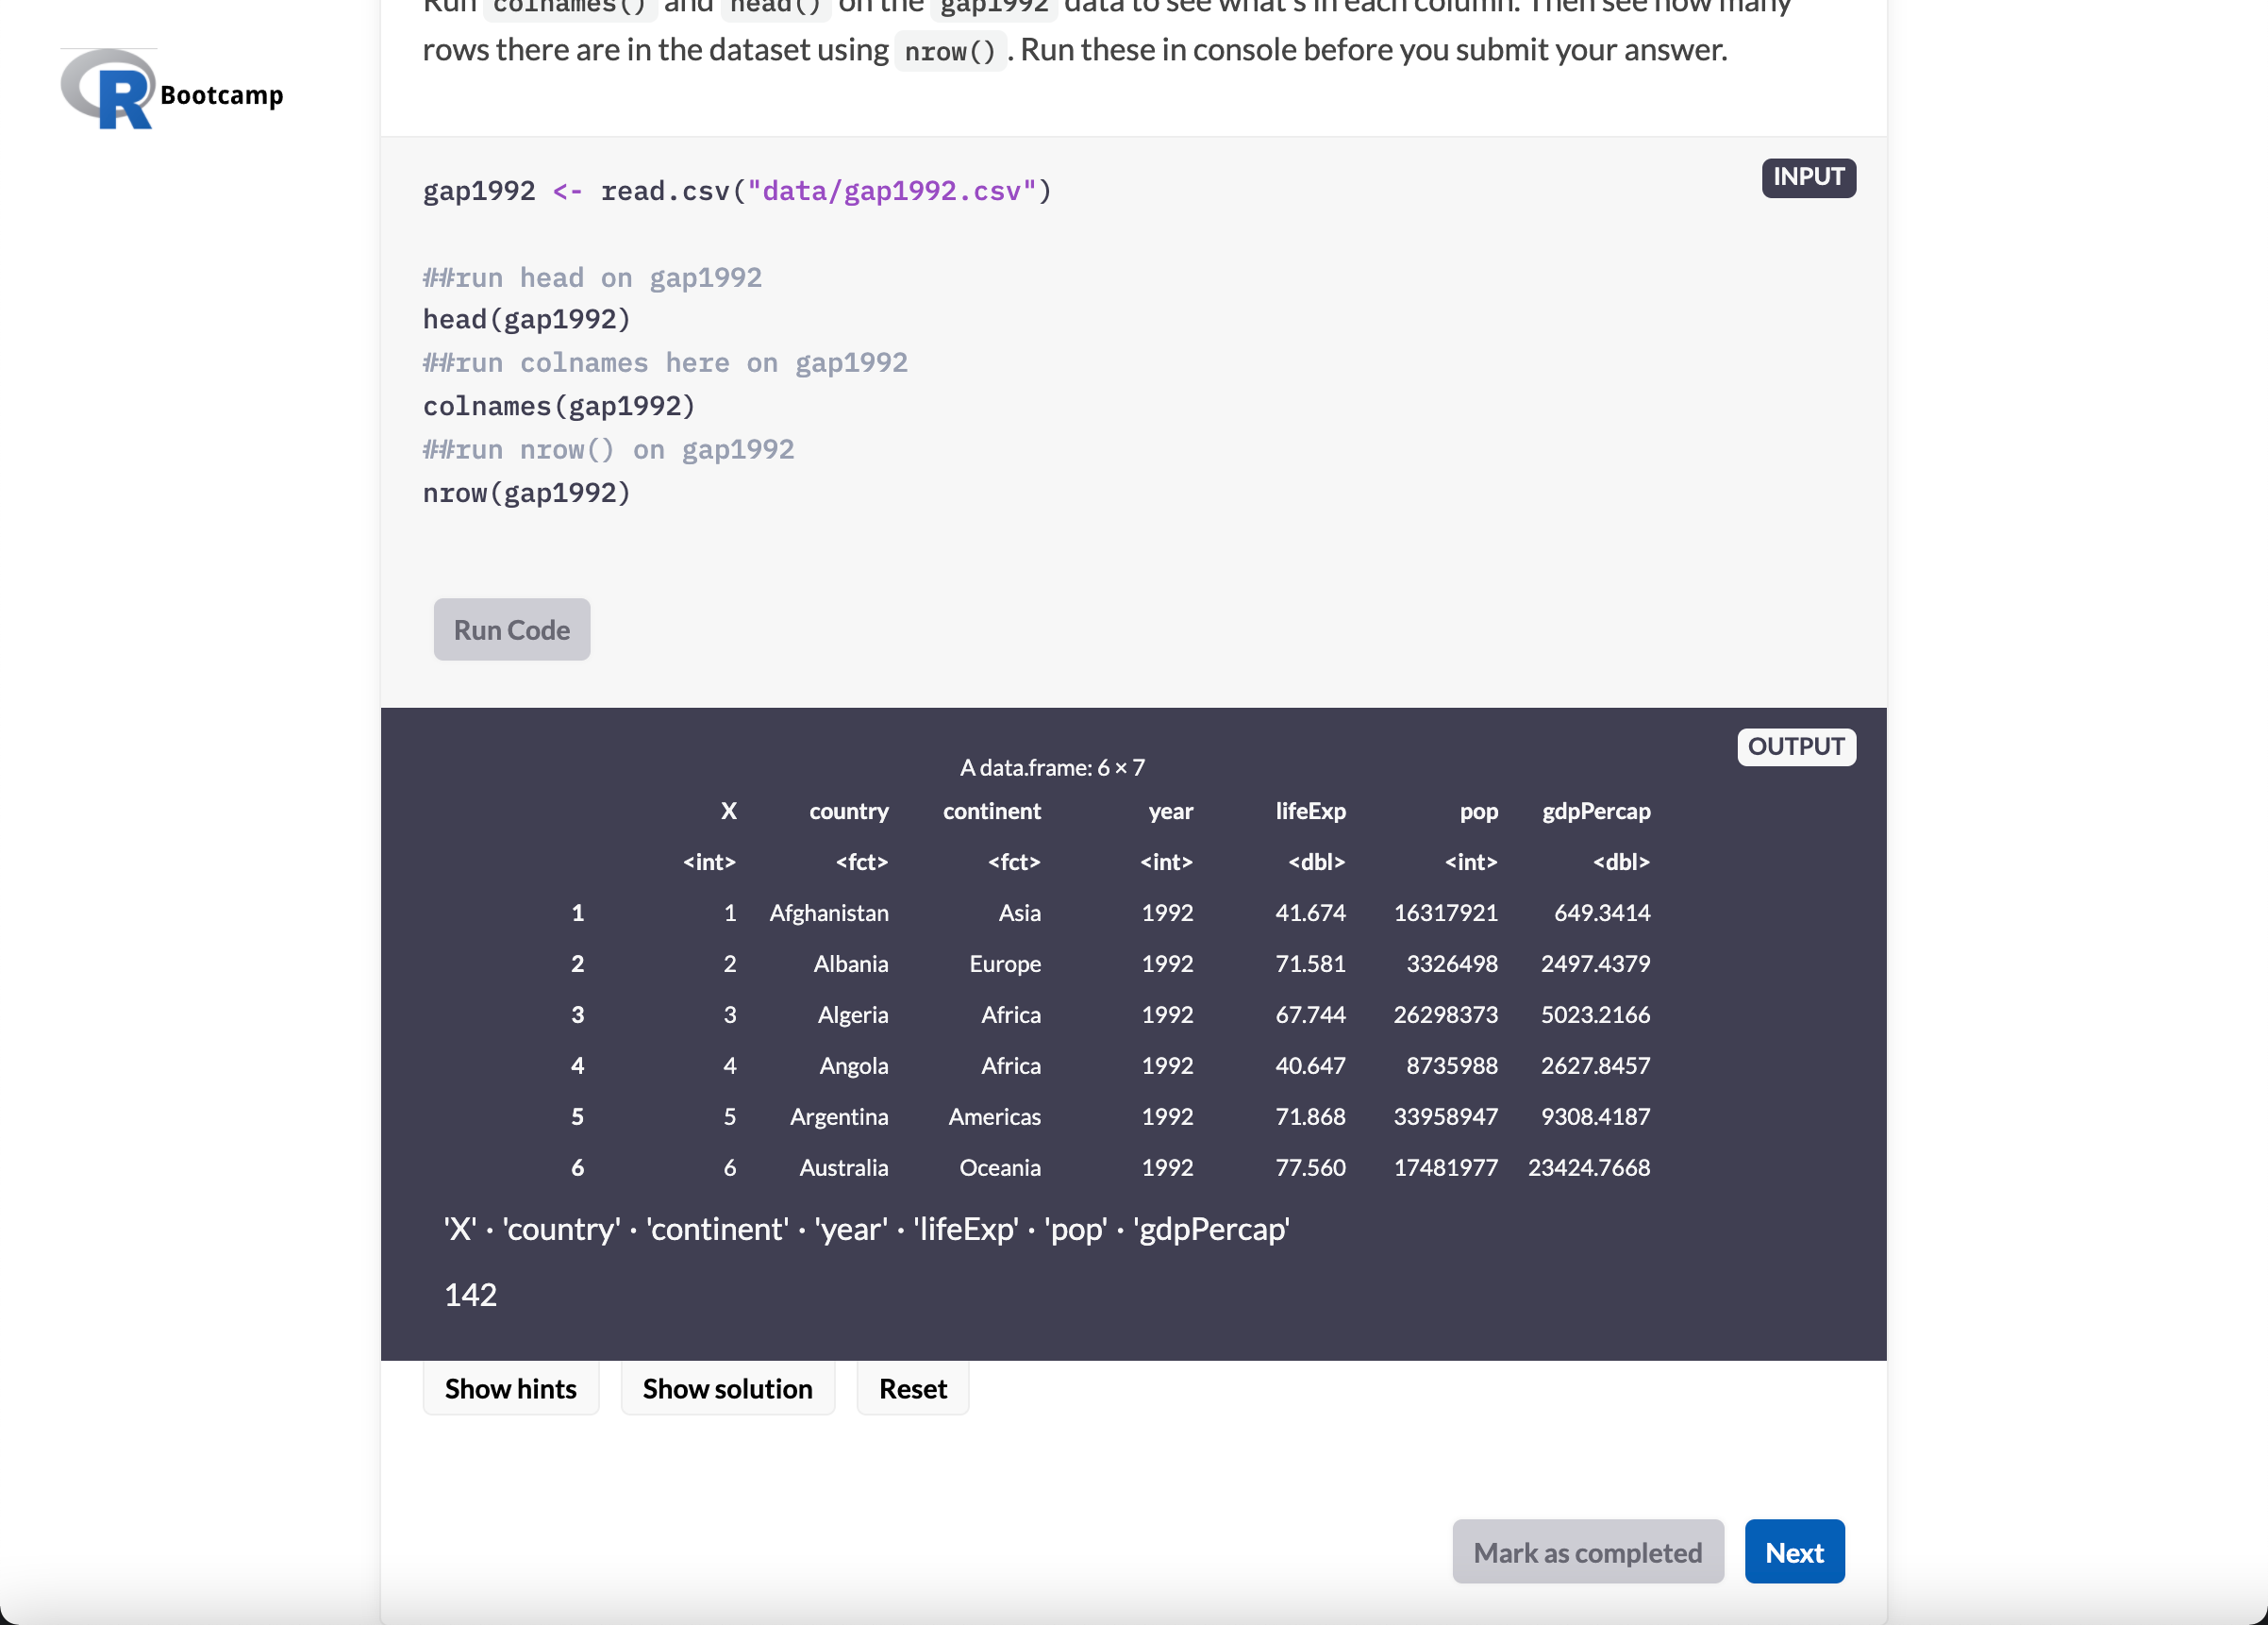 Run colnames() and head() on the gap1992 data to see what's in each column. Then see how many
rows there are in the dataset using nrow(). Run these in console before you submit your answer.
R Bootcamp
INPUT
gap1992 <- read.csv("data/gap1992.csv")
##run head on gap1992
head(gap1992)
##run colnames here on gap1992
colnames(gap1992)
##run nrow() on gap1992
nrow(gap1992)
Run Code
OUTPUT
A data.frame: 6 × 7
X country continent year lifeExp pop gdpPercap
<int> <fct> <fct> <int> <dbl> <int> <dbl>
1 1 Afghanistan Asia 1992 41.674 16317921 649.3414
2 2 Albania Europe 1992 71.581 3326498 2497.4379
3 3 Algeria Africa 1992 67.744 26298373 5023.2166
4 4 Angola Africa 1992 40.647 8735988 2627.8457
5 5 Argentina Americas 1992 71.868 33958947 9308.4187
6 6 Australia Oceania 1992 77.560 17481977 23424.7668
'X' · 'country' · 'continent' · 'year' · 'lifeExp' · 'pop' · 'gdpPercap'
142
Show hints Show solution Reset
Mark as completed Next